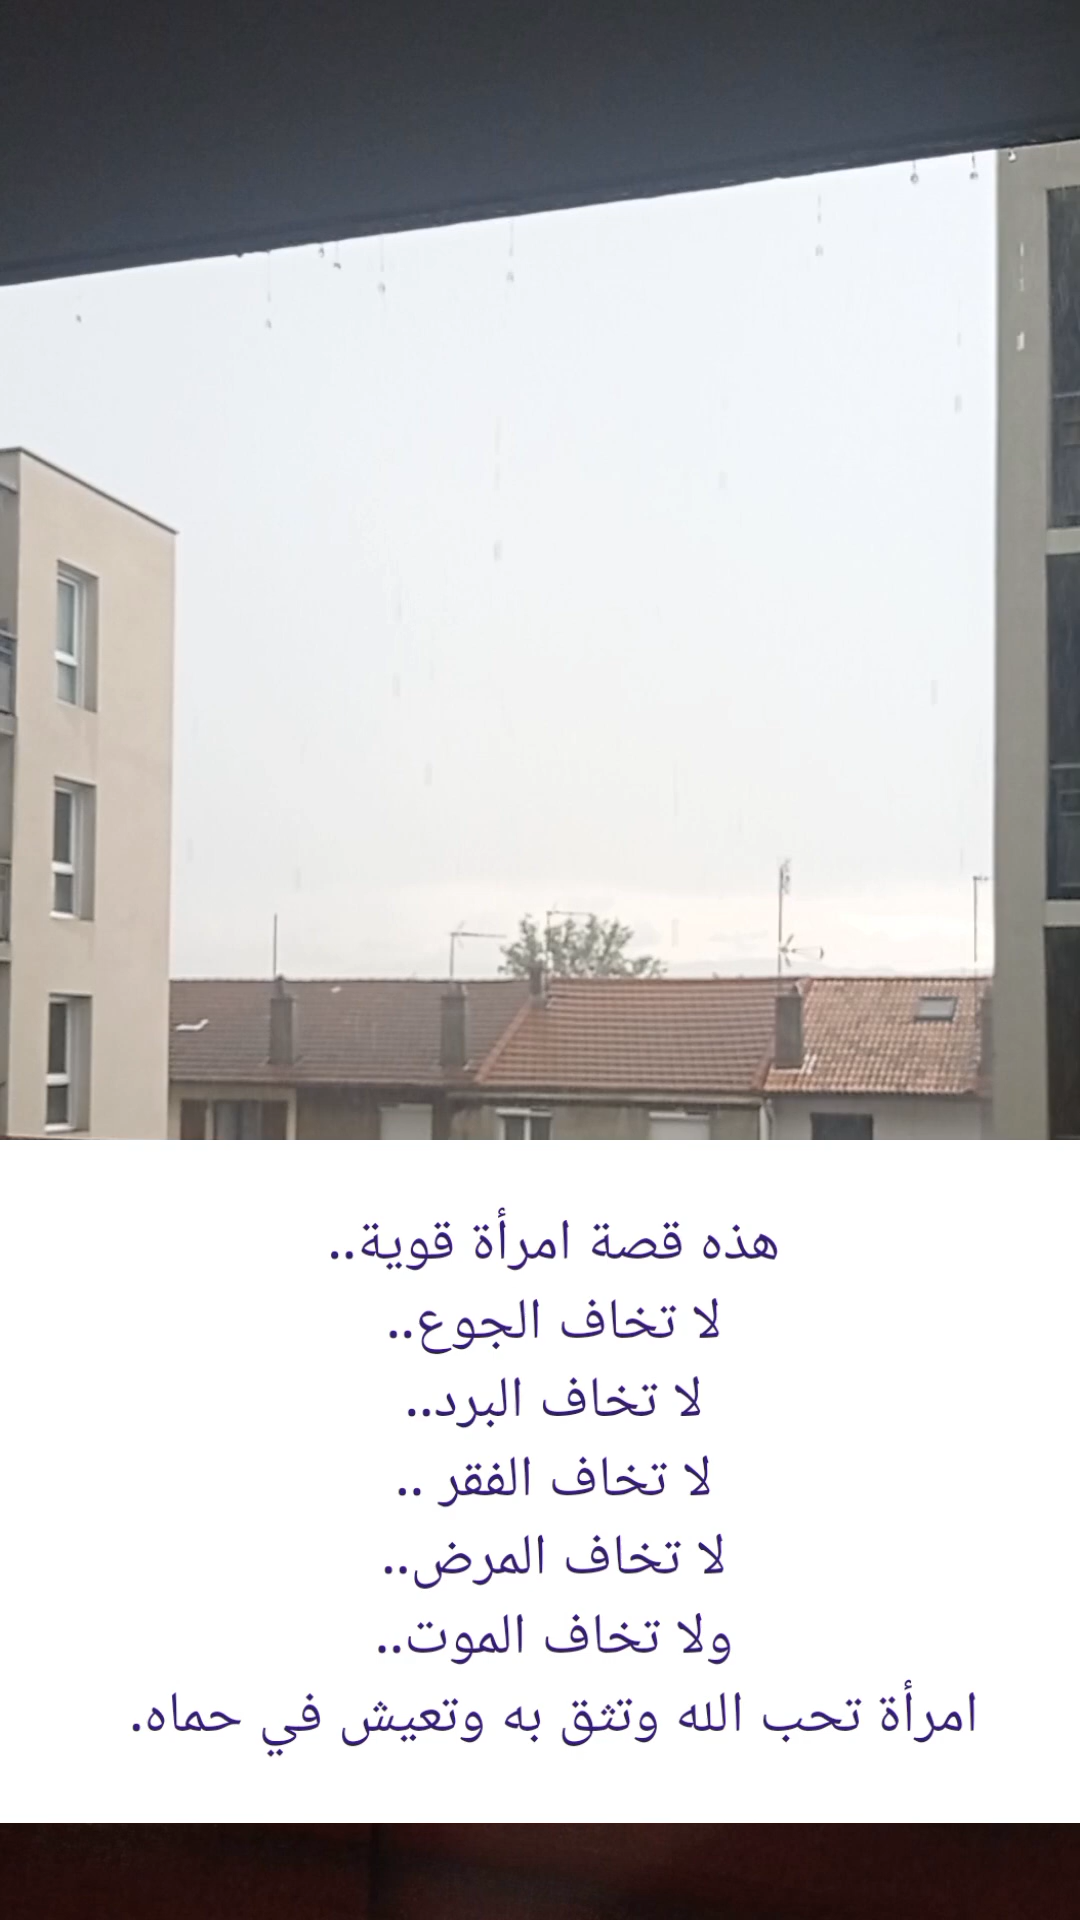 هذه قصة امرأة قوية..
لا تخاف الجوع..
لا تخاف البرد..
لا تخاف الفقر ..
لا تخاف المرض..
ولا تخاف الموت..
امرأة تحب الله وتثق به وتعيش في حماه.